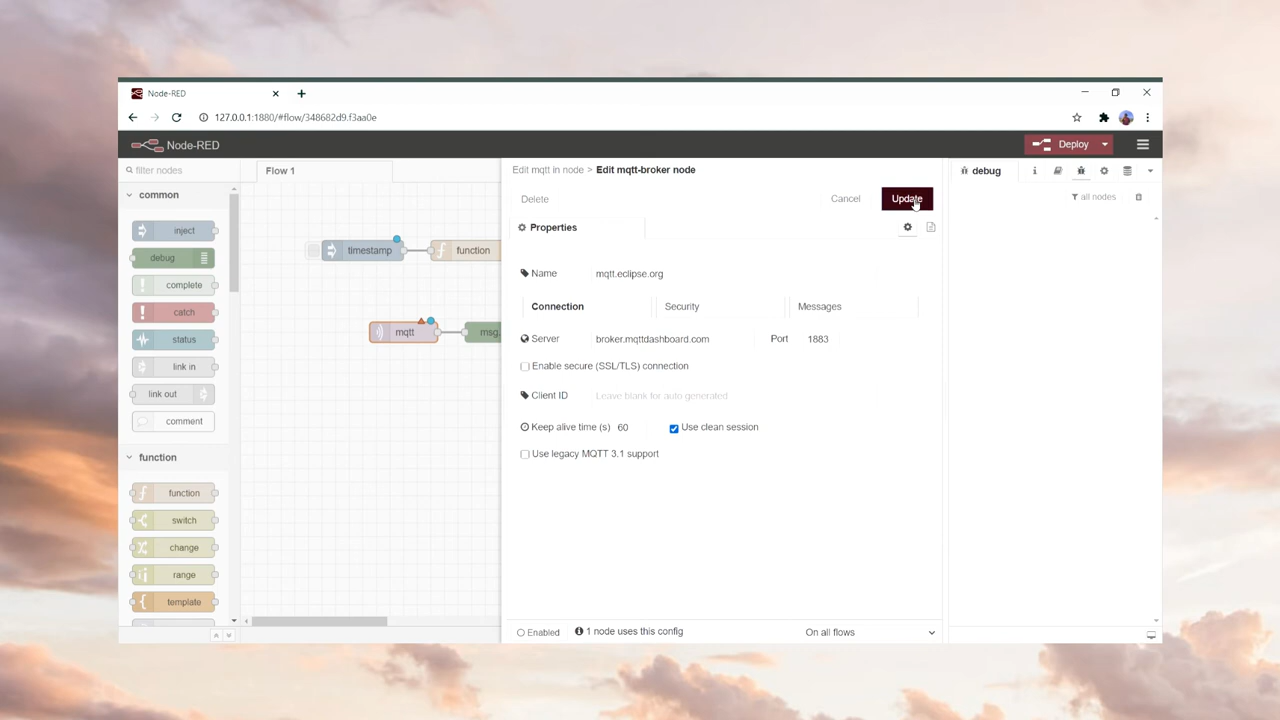 Node-RED
127.0.0.1:1880/#flow/348682d9.f3aa0e
Node-RED
Deploy
filter nodes
Flow 1
Edit mqtt in node > Edit mqtt-broker node
debug
Delete
Cancel
Update
all nodes
common
inject
debug
complete
catch
status
link in
link out
comment
function
function
switch
change
range
template
timestamp
function
mqtt
msg.
Properties
Name mqtt.eclipse.org
Connection
Security
Messages
Server broker.mqttdashboard.com Port 1883
Enable secure (SSL/TLS) connection
Client ID Leave blank for auto generated
Keep alive time (s) 60 Use clean session
Use legacy MQTT 3.1 support
Enabled 1 node uses this config On all flows